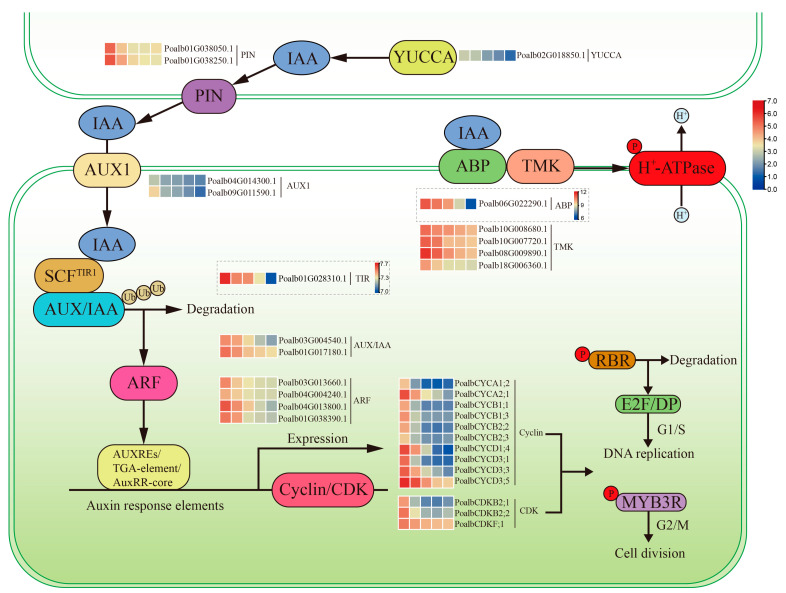 Poalb01G038050.1
Poalb01G038250.1
PIN
IAA
YUCCA
Poalb02G018850.1
YUCCA
PIN
IAA
IAA
H⁺
7.0
6.0
5.0
4.0
3.0
2.0
1.0
0.0
AUX1
Poalb04G014300.1
Poalb09G011590.1
AUX1
ABP
TMK
P
H⁺-ATPase
H⁺
Poalb06G022290.1
ABP
12
9
6
Poalb10G008680.1
Poalb10G007720.1
Poalb08G009890.1
Poalb18G006360.1
TMK
IAA
SCFᵀᴵᴿ¹
AUX/IAA
Ub
Ub
Ub
Degradation
Poalb01G028310.1
TIR
7.7
7.3
7.0
Poalb03G004540.1
Poalb01G017180.1
AUX/IAA
ARF
Poalb03G013660.1
Poalb04G004240.1
Poalb04G013800.1
Poalb01G038390.1
ARF
PoalbCYCA1;2
PoalbCYCA2;1
PoalbCYCB1;1
PoalbCYCB1;3
PoalbCYCB2;2
PoalbCYCB2;3
PoalbCYCD1;4
PoalbCYCD3;1
PoalbCYCD3;3
PoalbCYCD3;5
Cyclin
PoalbCDKB2;1
PoalbCDKB2;2
PoalbCDKF;1
CDK
P
RBR
Degradation
E2F/DP
G1/S
DNA replication
P
MYB3R
G2/M
Cell division
AUXREs/
TGA-element/
AuxRR-core
Auxin response elements
Expression
Cyclin/CDK